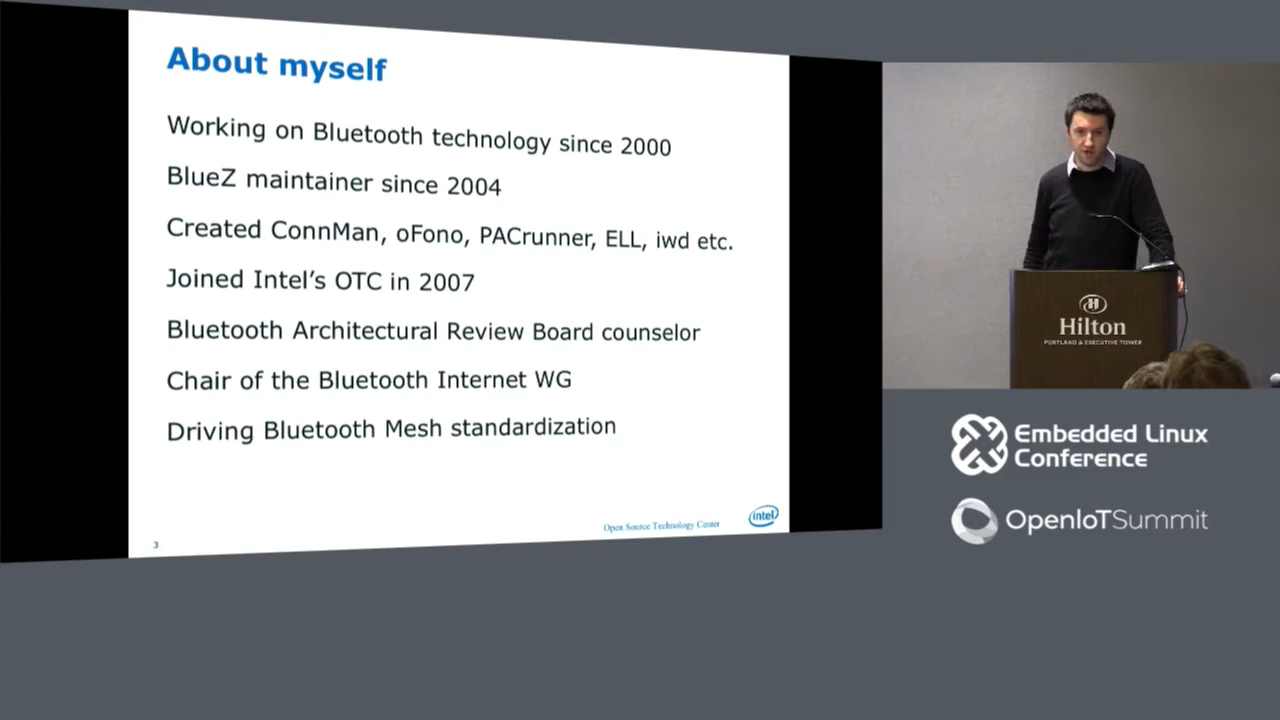 About myself
Working on Bluetooth technology since 2000
BlueZ maintainer since 2004
Created ConnMan, oFono, PACrunner, ELL, iwd etc.
Joined Intel's OTC in 2007
Bluetooth Architectural Review Board counselor
Chair of the Bluetooth Internet WG
Driving Bluetooth Mesh standardization
Open Source Technology Center
intel
3
H
Hilton
PORTLAND & EXECUTIVE TOWER
Embedded Linux
Conference
OpenIoTSummit